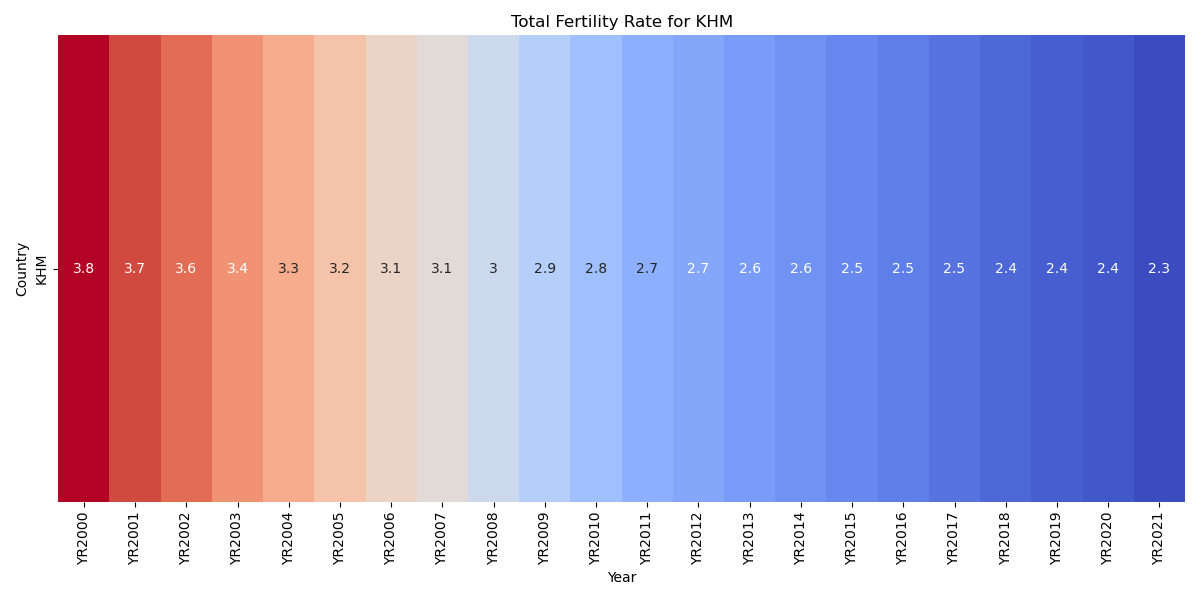 Total Fertility Rate for KHM
Country
KHM
3.8 3.7 3.6 3.4 3.3 3.2 3.1 3.1 3 2.9 2.8 2.7 2.7 2.6 2.6 2.5 2.5 2.5 2.4 2.4 2.4 2.3
YR2000 YR2001 YR2002 YR2003 YR2004 YR2005 YR2006 YR2007 YR2008 YR2009 YR2010 YR2011 YR2012 YR2013 YR2014 YR2015 YR2016 YR2017 YR2018 YR2019 YR2020 YR2021
Year